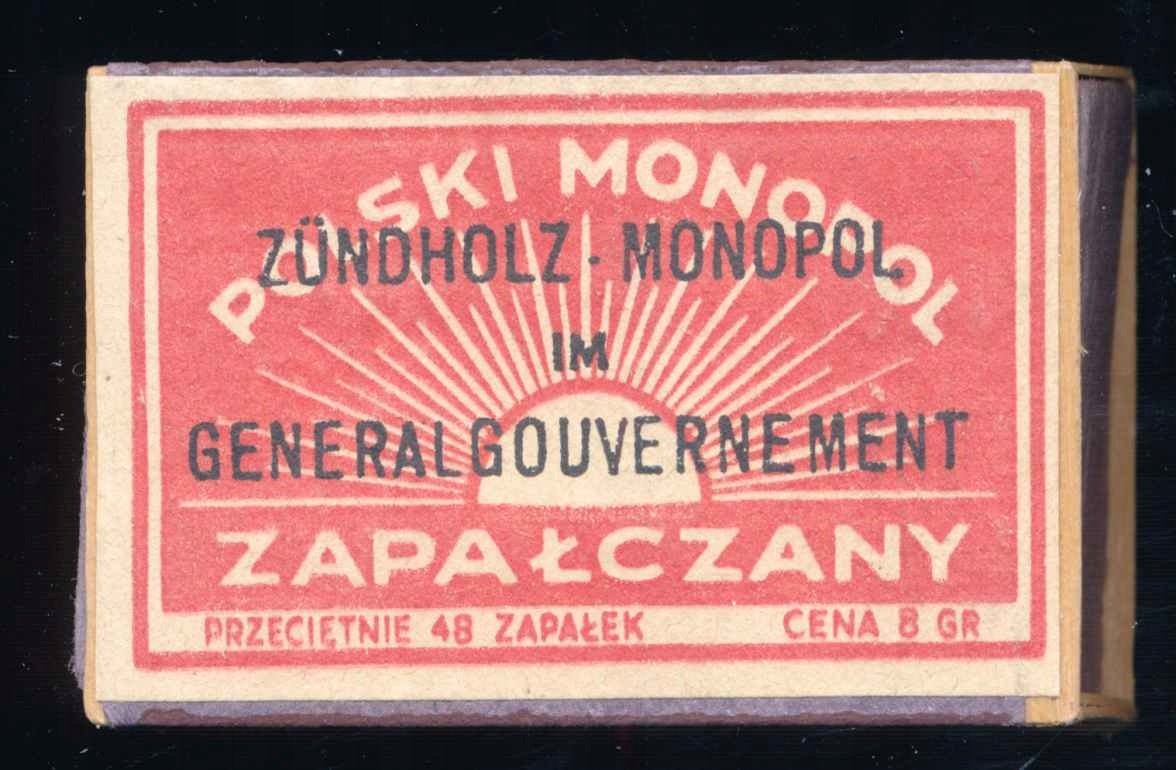 POLSKI MONOPOL
ZÜNDHOLZ - MONOPOL
IM
GENERALGOUVERNEMENT
ZAPAŁCZANY
PRZECIĘTNIE 48 ZAPAŁEK CENA 8 GR